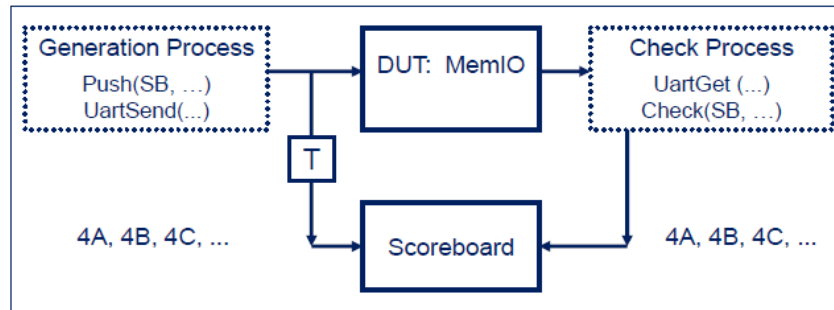 Generation Process
Push(SB, …)
UartSend(...)
DUT: MemIO
Check Process
UartGet (...)
Check(SB, …)
T
4A, 4B, 4C, ...
Scoreboard
4A, 4B, 4C, ...